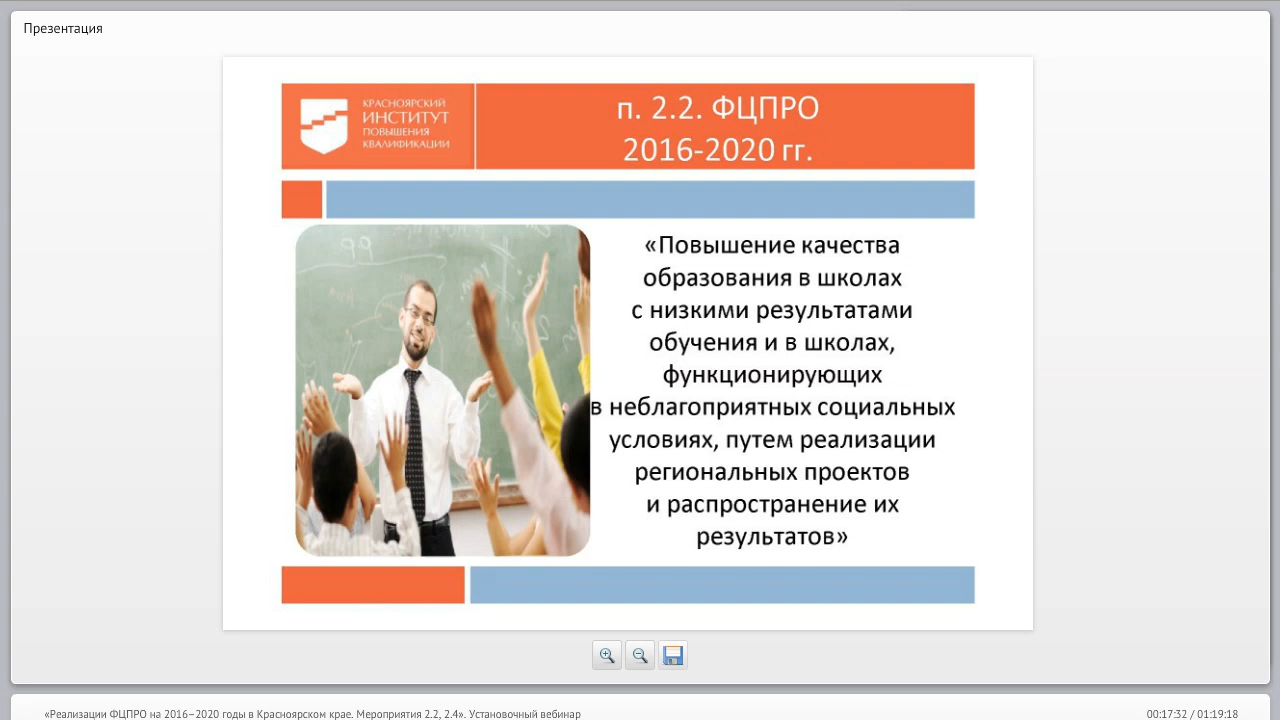 Презентация
КРАСНОЯРСКИЙ
ИНСТИТУТ
ПОВЫШЕНИЯ
КВАЛИФИКАЦИИ
п. 2.2. ФЦПРО
2016-2020 гг.
«Повышение качества
образования в школах
с низкими результатами
обучения и в школах,
функционирующих
в неблагоприятных социальных
условиях, путем реализации
региональных проектов
и распространение их
результатов»
«Реализации ФЦПРО на 2016–2020 годы в Красноярском крае. Мероприятия 2.2, 2.4». Установочный вебинар
00:17:32 / 01:19:18